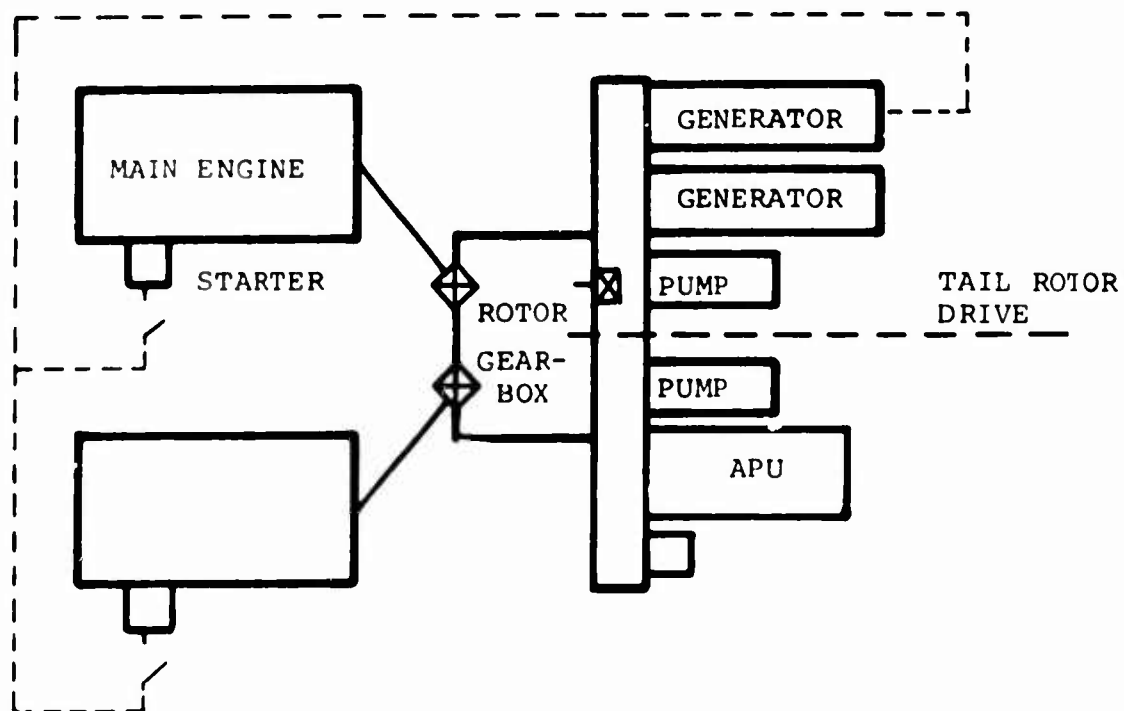 GENERATOR
MAIN ENGINE
GENERATOR
STARTER
PUMP
TAIL ROTOR
DRIVE
ROTOR
GEAR-
BOX
PUMP
APU